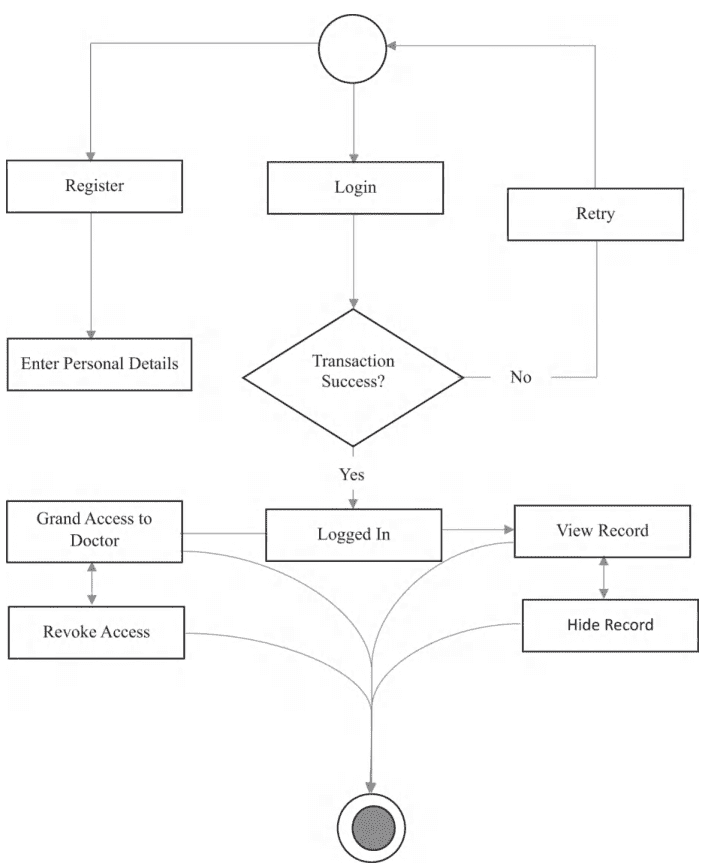 Register
Login
Retry
Enter Personal Details
Transaction
Success?
No
Yes
Grand Access to
Doctor
Logged In
View Record
Revoke Access
Hide Record